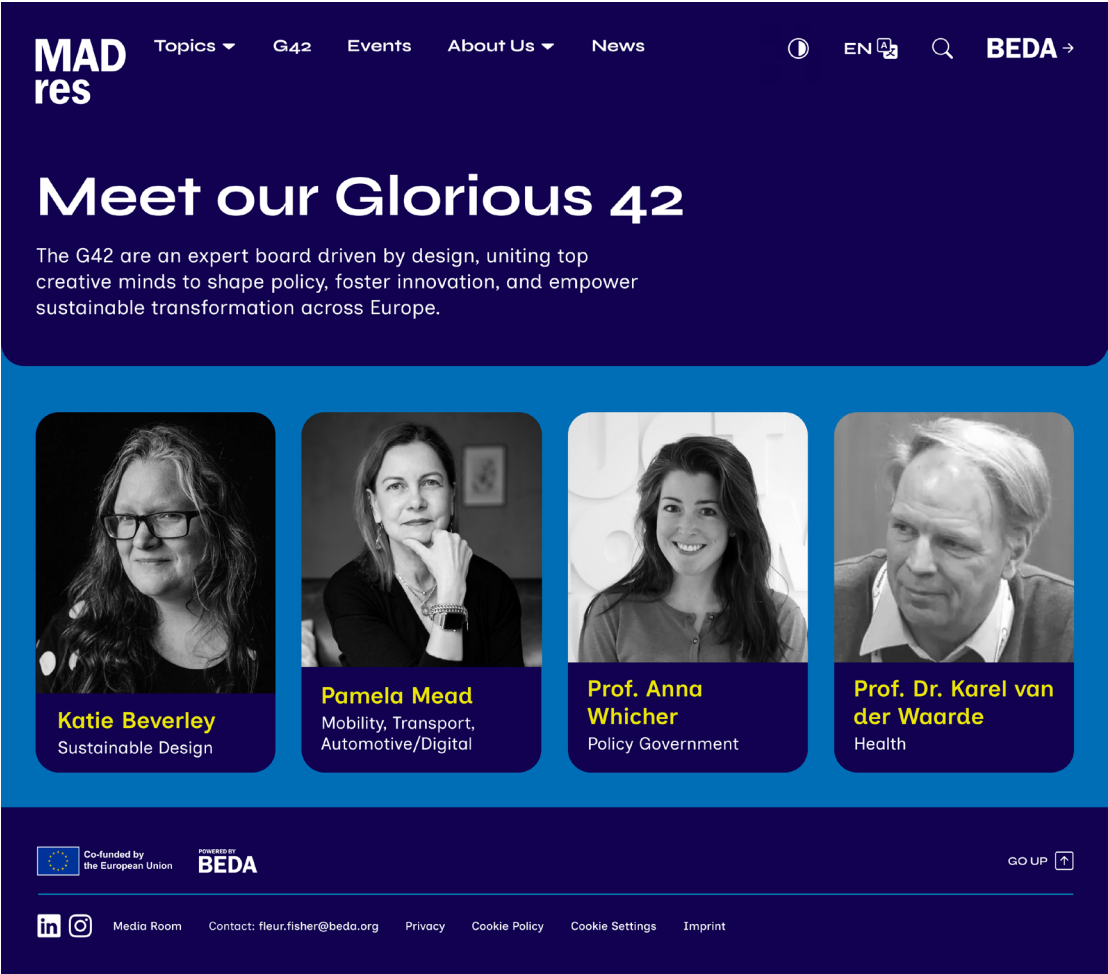 MAD
res
Topics
G42
Events
About Us
News
EN
BEDA
Meet our Glorious 42
The G42 are an expert board driven by design, uniting top
creative minds to shape policy, foster innovation, and empower
sustainable transformation across Europe.
Katie Beverley
Sustainable Design
Pamela Mead
Mobility, Transport,
Automotive/Digital
Prof. Anna
Whicher
Policy Government
Prof. Dr. Karel van
der Waarde
Health
Co-funded by
the European Union
POWERED BY
BEDA
GO UP
in
Media Room
Contact: fleur.fisher@beda.org
Privacy
Cookie Policy
Cookie Settings
Imprint